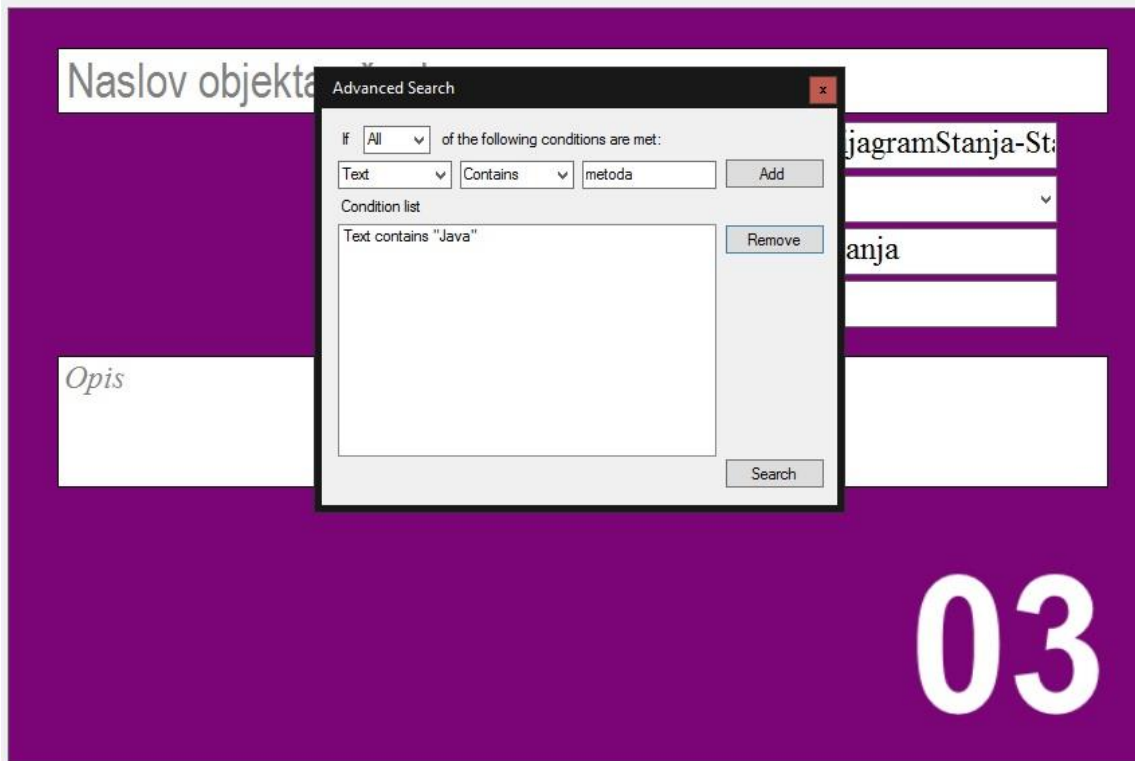 Naslov objekta
Advanced Search
x
If All of the following conditions are met:
Text Contains metoda Add
Condition list
Text contains "Java"
Remove
Search
jagramStanja-Sta
anja
Opis
03